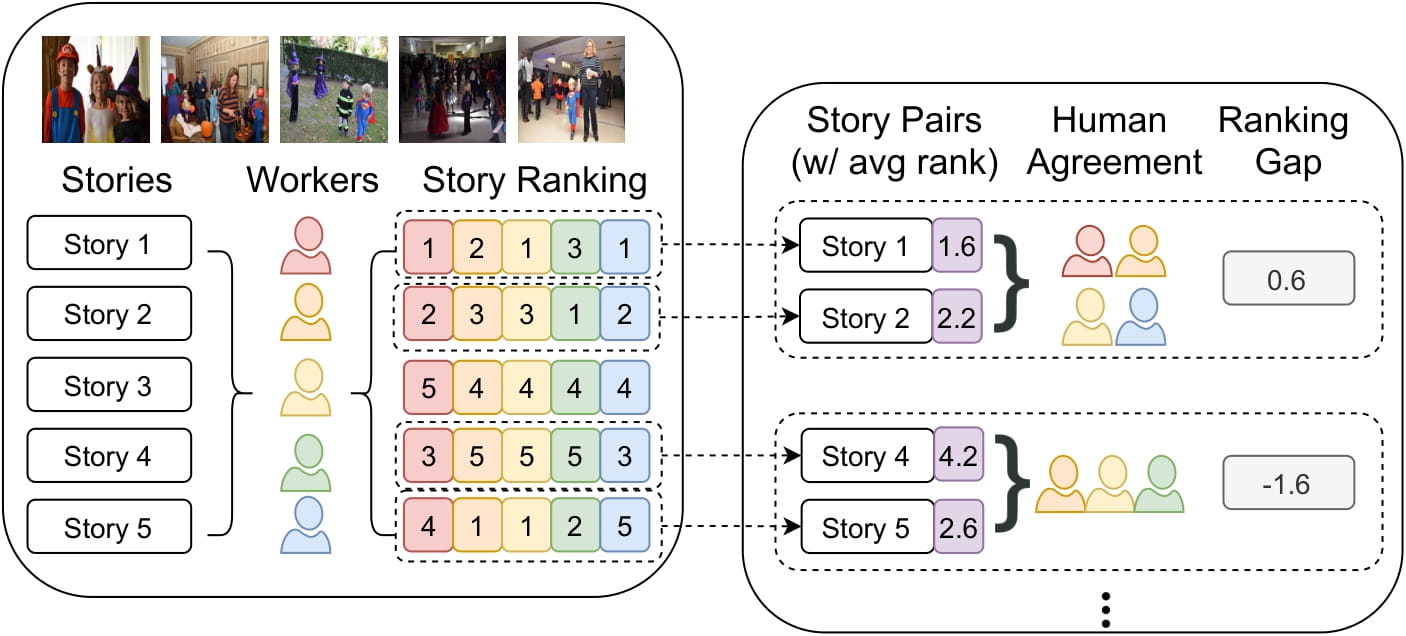 Stories Workers Story Ranking
Story 1 1 2 1 3 1
Story 2 2 3 3 1 2
Story 3 5 4 4 4 4
Story 4 3 5 5 5 3
Story 5 4 1 1 2 5
Story Pairs
(w/ avg rank)
Human
Agreement
Ranking
Gap
Story 1 1.6
Story 2 2.2
0.6
Story 4 4.2
Story 5 2.6
-1.6